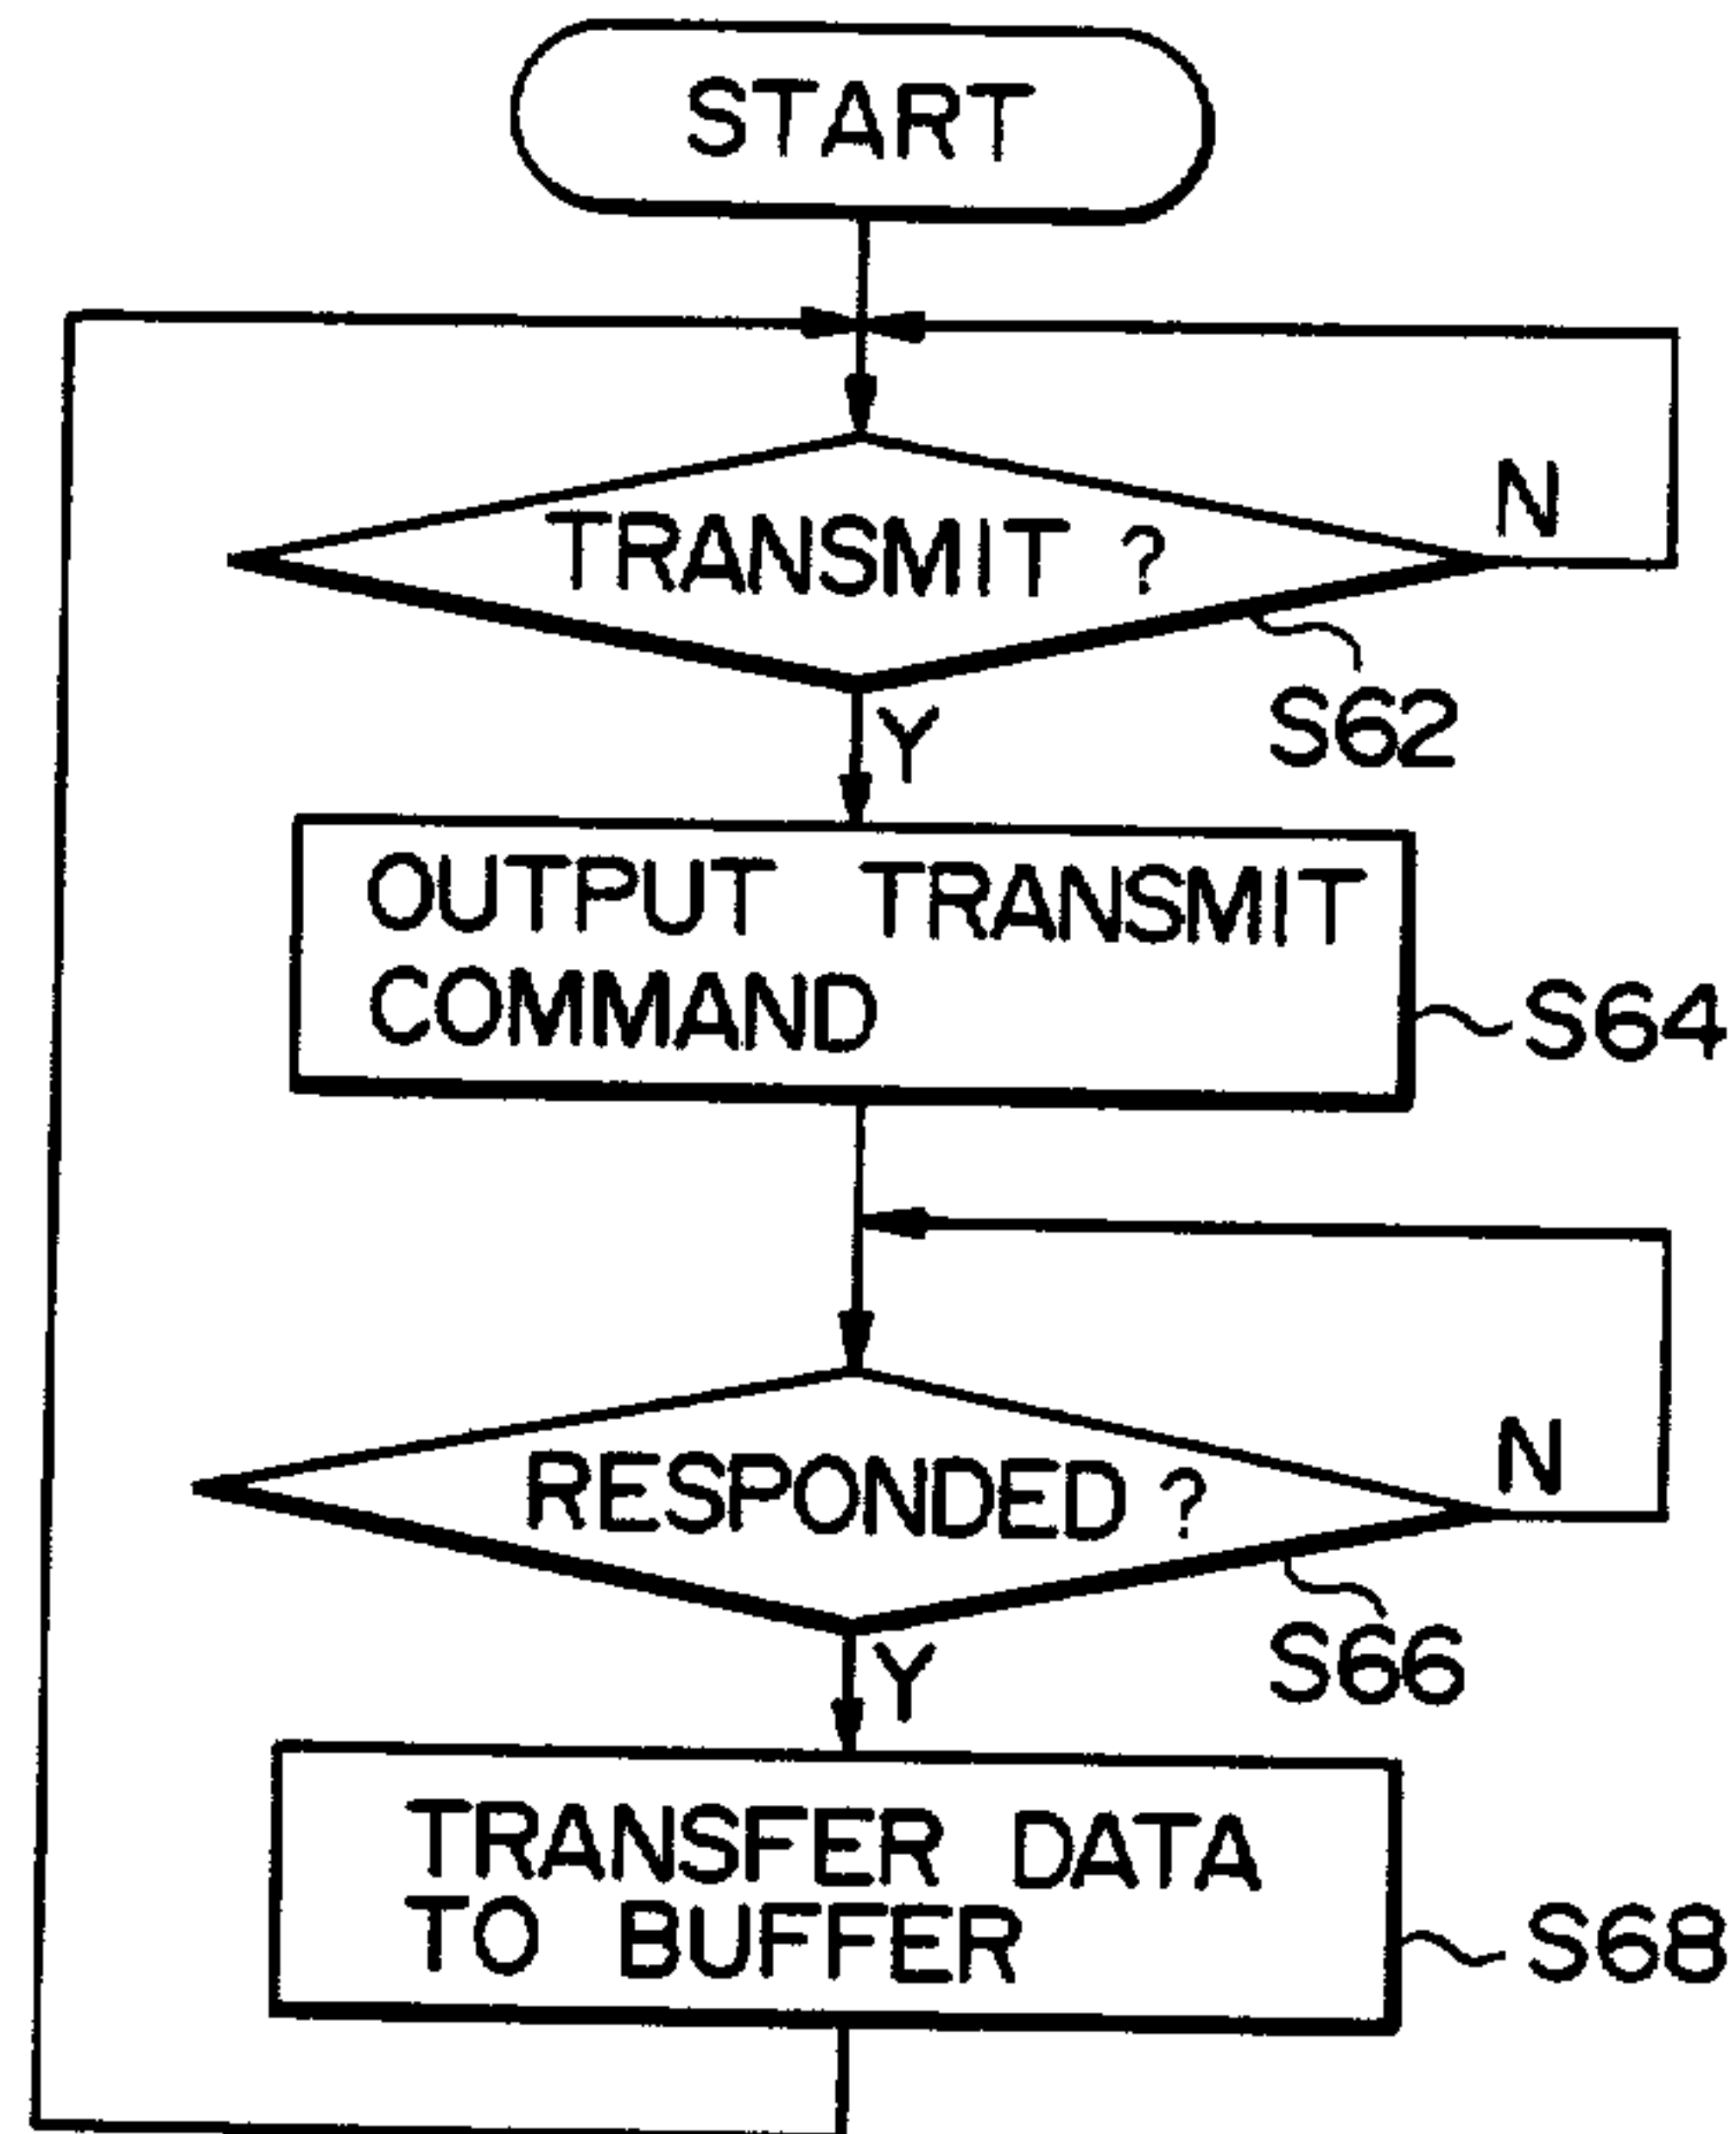 START
N
TRANSMIT ?
S62
Y
OUTPUT TRANSMIT
COMMAND
S64
N
RESPONDED ?
S66
Y
TRANSFER DATA
TO BUFFER
S68